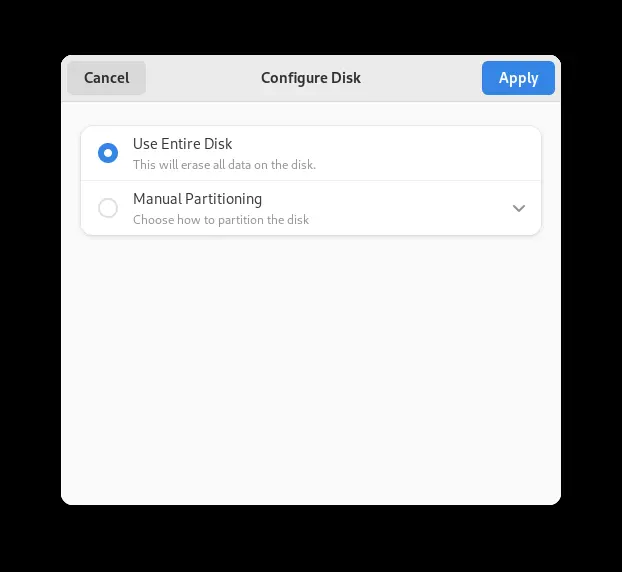 Cancel
Configure Disk
Apply
Use Entire Disk
This will erase all data on the disk.
Manual Partitioning
Choose how to partition the disk